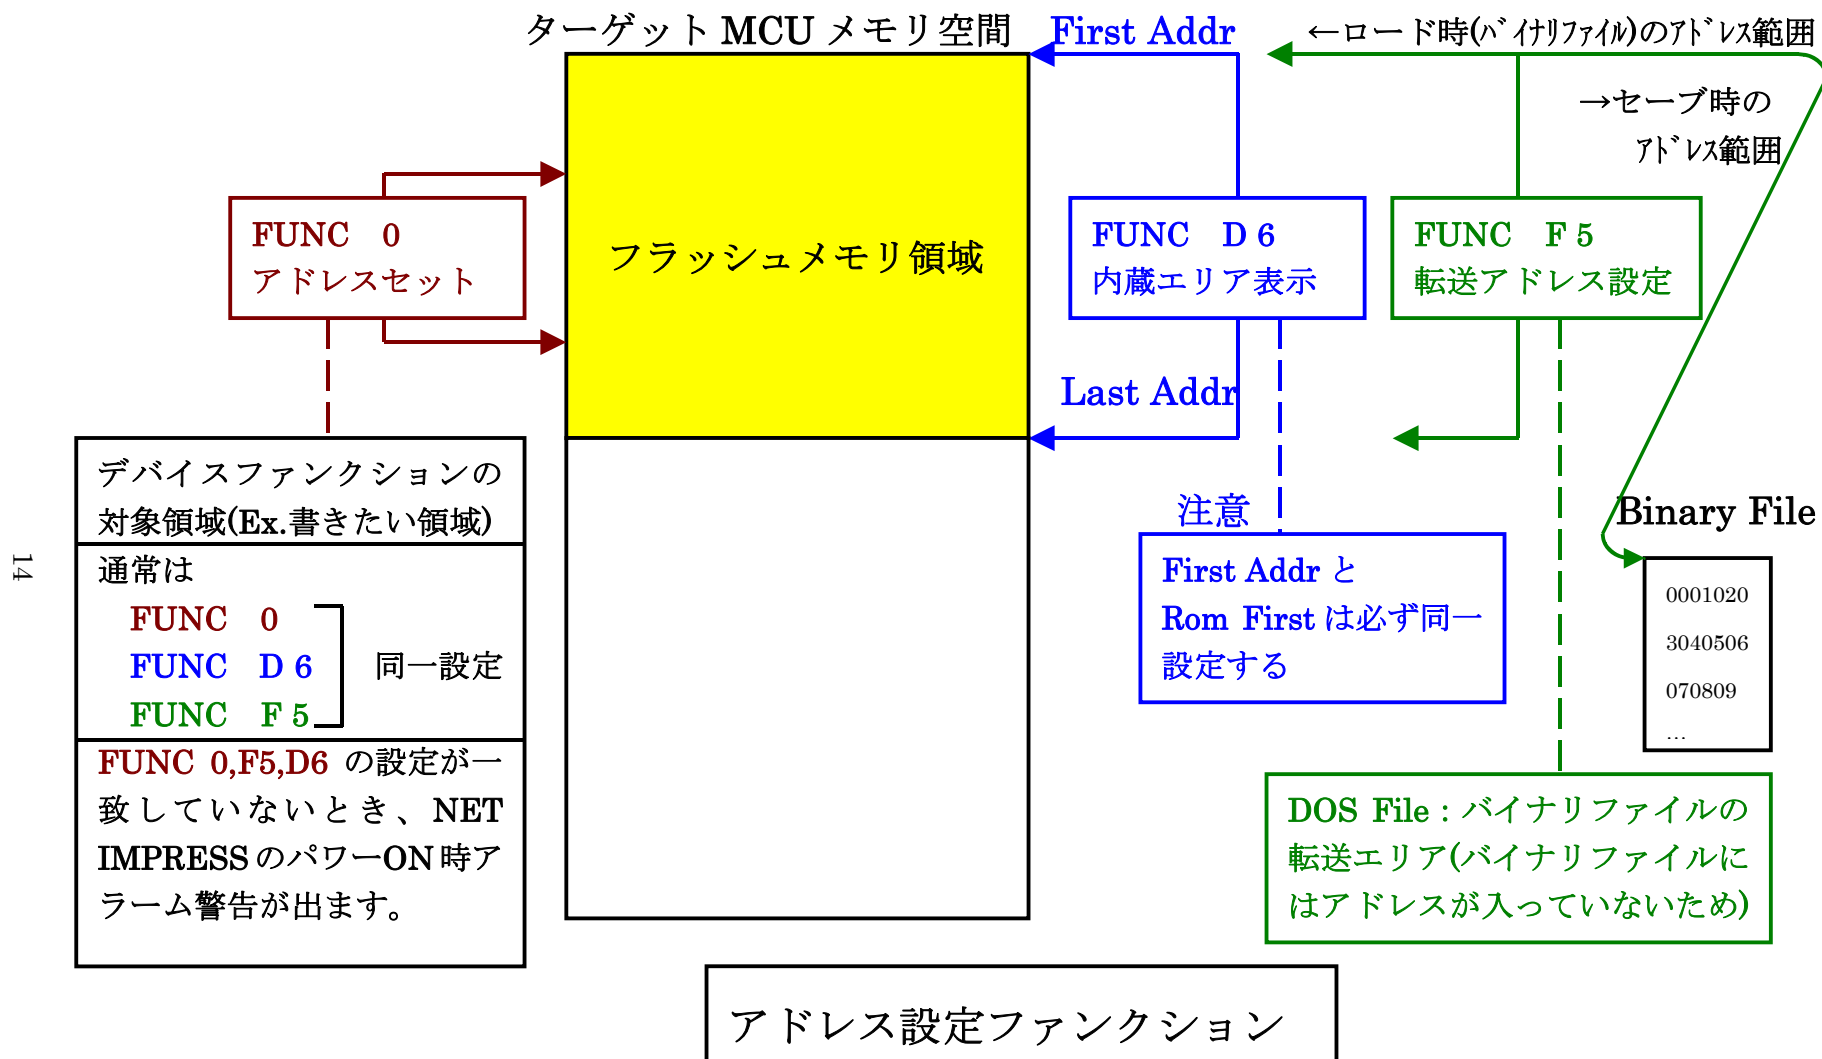 ターゲット MCU メモリ空間
First Addr
←ロード時(ﾊﾞｲﾅﾘﾌｧｲﾙ)のｱﾄﾞﾚｽ範囲
→セーブ時の
ｱﾄﾞﾚｽ範囲
FUNC 0
アドレスセット
フラッシュメモリ領域
FUNC D 6
内蔵エリア表示
FUNC F 5
転送アドレス設定
Last Addr
デバイスファンクションの
対象領域(Ex.書きたい領域)
通常は
FUNC 0
FUNC D 6
FUNC F 5
同一設定
FUNC 0,F5,D6 の設定が一
致していないとき、NET
IMPRESS のパワーON 時ア
ラーム警告が出ます。
注意
First Addr と
Rom First は必ず同一
設定する
Binary File
0001020
3040506
070809
…
DOS File : バイナリファイルの
転送エリア(バイナリファイルに
はアドレスが入っていないため)
アドレス設定ファンクション
14